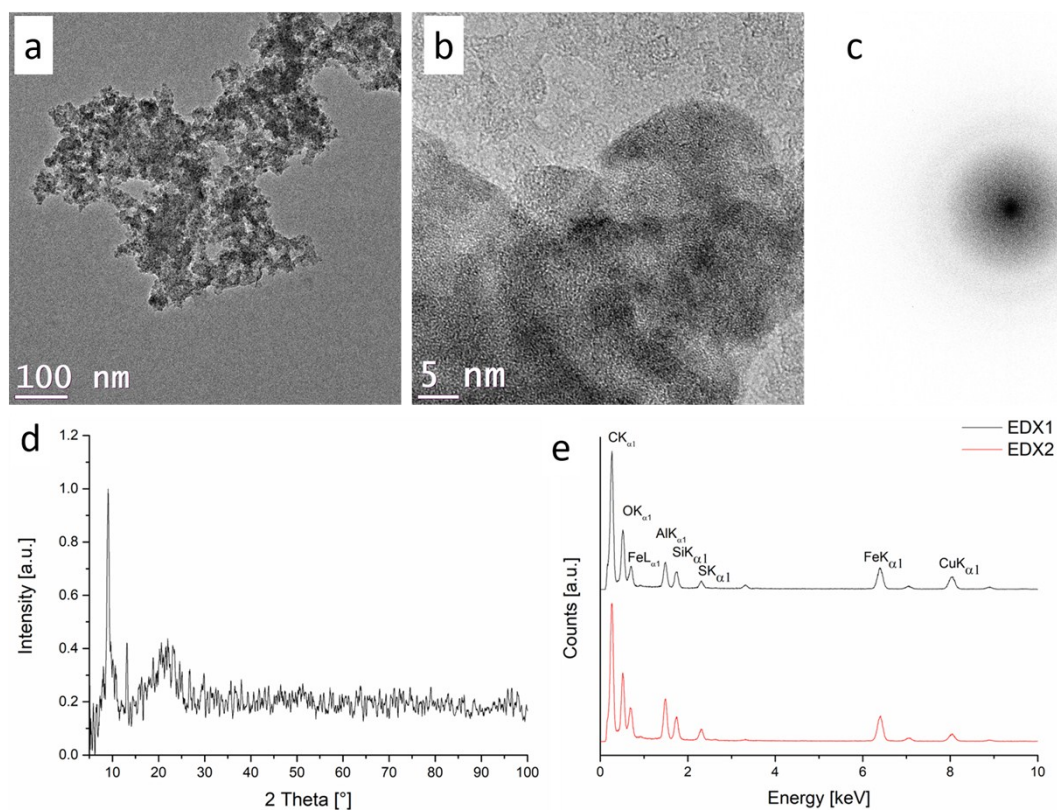 a
b
c
100 nm
5 nm
d
1.2
1.0
0.8
0.6
0.4
0.2
0.0
Intensity [a.u.]
10 20 30 40 50 60 70 80 90 100
2 Theta [°]
e
EDX1
EDX2
CKα1
OKα1
FeLα1
AlKα1
SiKα1
SKα1
FeKα1
CuKα1
Counts [a.u.]
0 2 4 6 8 10
Energy [keV]